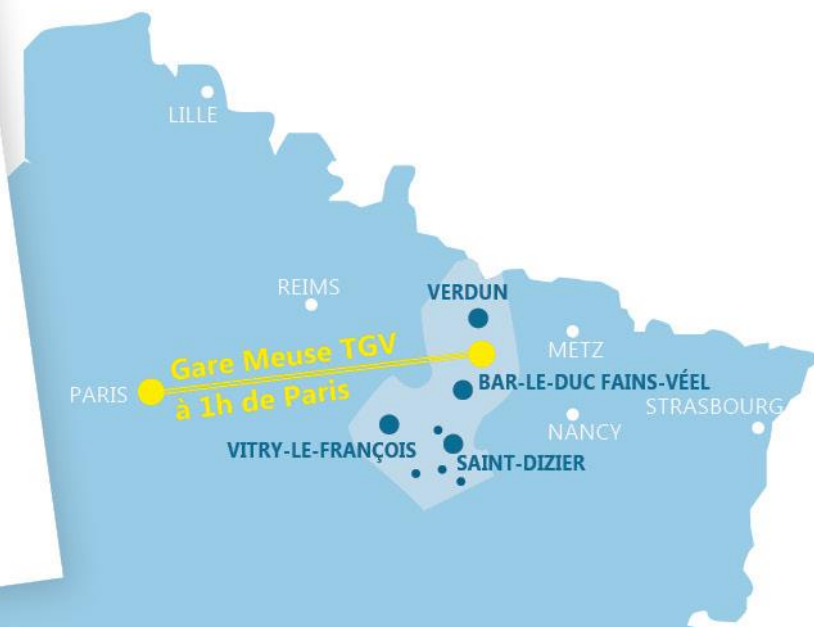 LILLE
REIMS
VERDUN
Gare Meuse TGV
à 1h de Paris
PARIS
METZ
BAR-LE-DUC FAINS-VÉEL
STRASBOURG
NANCY
VITRY-LE-FRANÇOIS
SAINT-DIZIER